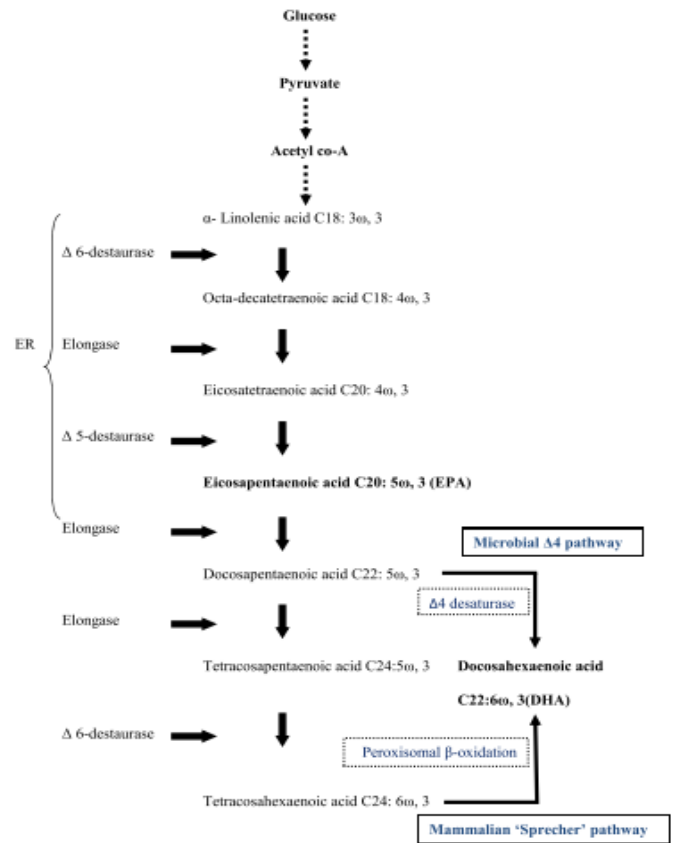 Glucose
Pyruvate
Acetyl co-A
α- Linolenic acid C18: 3ω, 3
Δ 6-destaurase
Octa-decatetraenoic acid C18: 4ω, 3
ER
Elongase
Eicosatetraenoic acid C20: 4ω, 3
Δ 5-destaurase
Eicosapentaenoic acid C20: 5ω, 3 (EPA)
Elongase
Microbial Δ4 pathway
Docosapentaenoic acid C22: 5ω, 3
Δ4 desaturase
Elongase
Tetracosapentaenoic acid C24:5ω, 3
Docosahexaenoic acid
C22:6ω, 3(DHA)
Δ 6-destaurase
Peroxisomal β-oxidation
Tetracosahexaenoic acid C24: 6ω, 3
Mammalian ‘Sprecher’ pathway